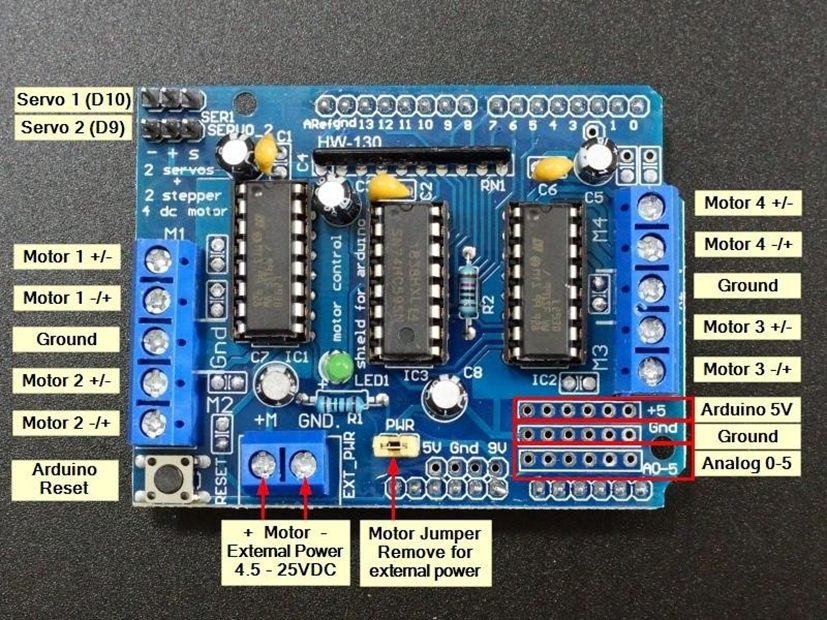 Servo 1 (D10)
Servo 2 (D9)
SER1
SERVO_2
- + s
2 servos
+
2 stepper
4 dc motor
M1
ARefgnd 13 12 11 10 9 8
7 6 5 4 3 1 0
HW-130
C1
C4
C2
RN1
C6
C5
Motor 1 +/-
Motor 1 -/+
Ground
Motor 2 +/-
Motor 2 -/+
Arduino
Reset
Gnd
M2
RESET
motor control
shield for arduino
C7
IC1
LED1
R1
IC3
C8
R2
IC2
M4
M3
+M
GND.
EXT_PWR
PWR
5V Gnd 9V
+5
Gnd
A0-5
Motor 4 +/-
Motor 4 -/+
Ground
Motor 3 +/-
Motor 3 -/+
Arduino 5V
Ground
Analog 0-5
+ Motor -
External Power
4.5 - 25VDC
Motor Jumper
Remove for
external power